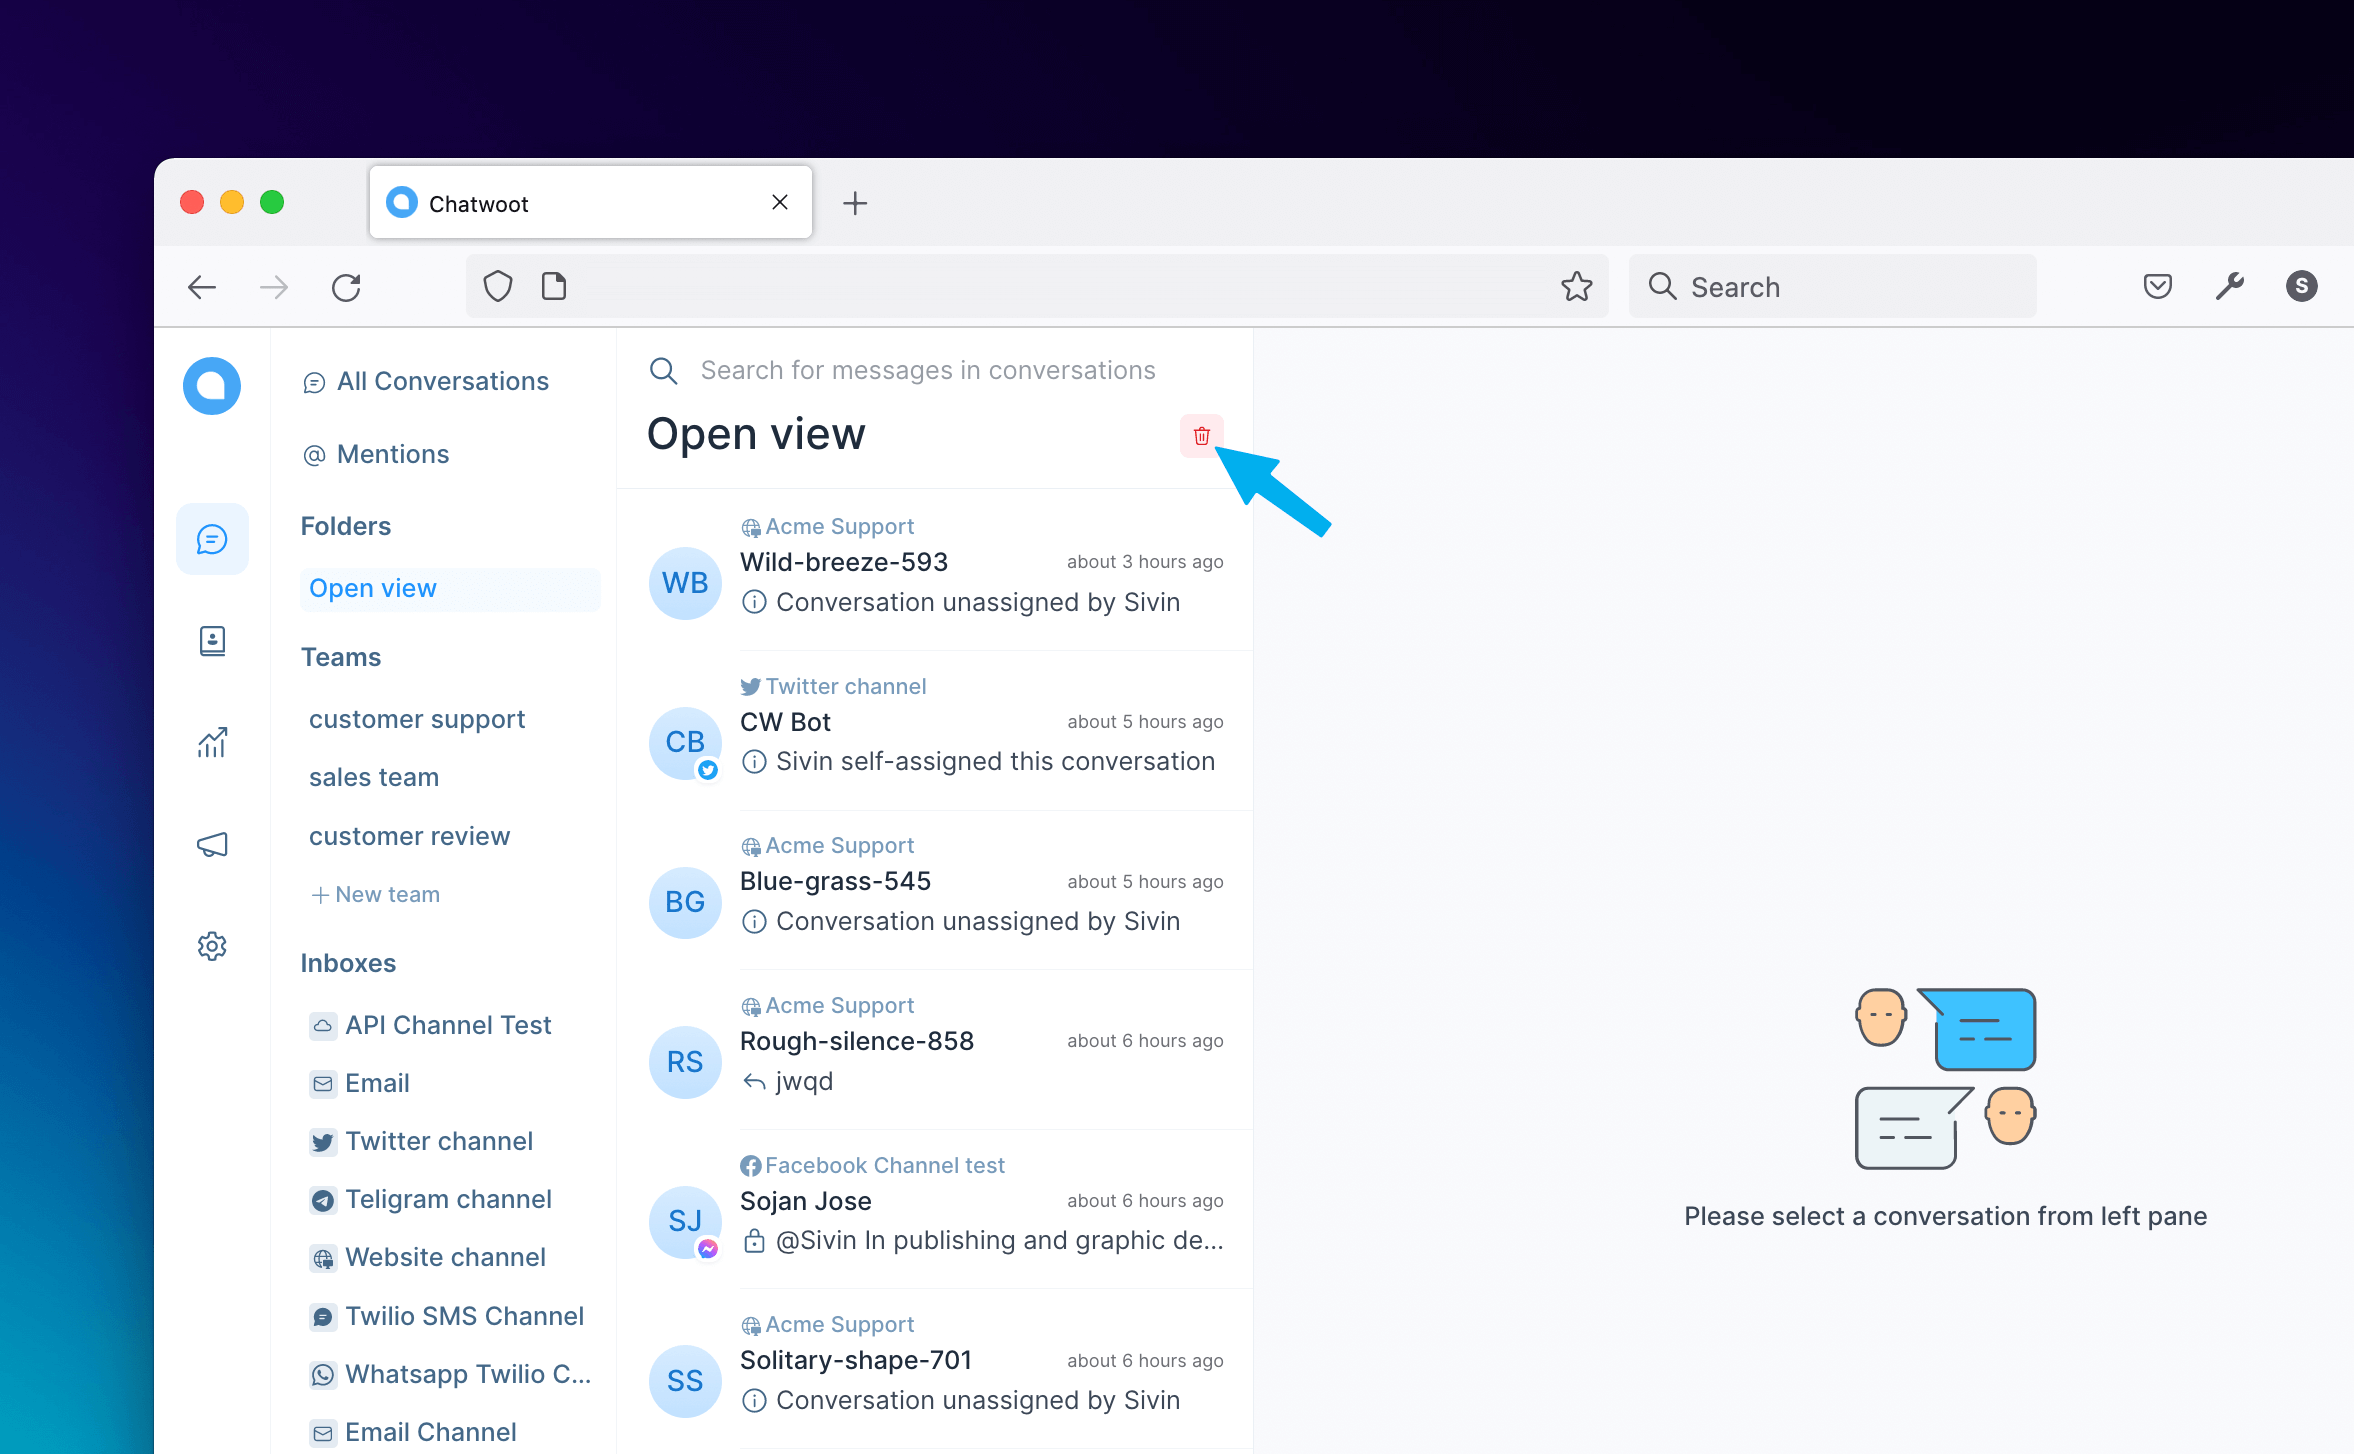 Chatwoot
Search
S
All Conversations
Mentions
Folders
Open view
Teams
customer support
sales team
customer review
New team
Inboxes
API Channel Test
Email
Twitter channel
Teligram channel
Website channel
Twilio SMS Channel
Whatsapp Twilio C...
Email Channel
Search for messages in conversations
Open view
Acme Support
WB
Wild-breeze-593
about 3 hours ago
Conversation unassigned by Sivin
Twitter channel
CB
CW Bot
about 5 hours ago
Sivin self-assigned this conversation
Acme Support
BG
Blue-grass-545
about 5 hours ago
Conversation unassigned by Sivin
Acme Support
RS
Rough-silence-858
about 6 hours ago
jwqd
Facebook Channel test
SJ
Sojan Jose
about 6 hours ago
@Sivin In publishing and graphic de...
Acme Support
SS
Solitary-shape-701
about 6 hours ago
Conversation unassigned by Sivin
Please select a conversation from left pane